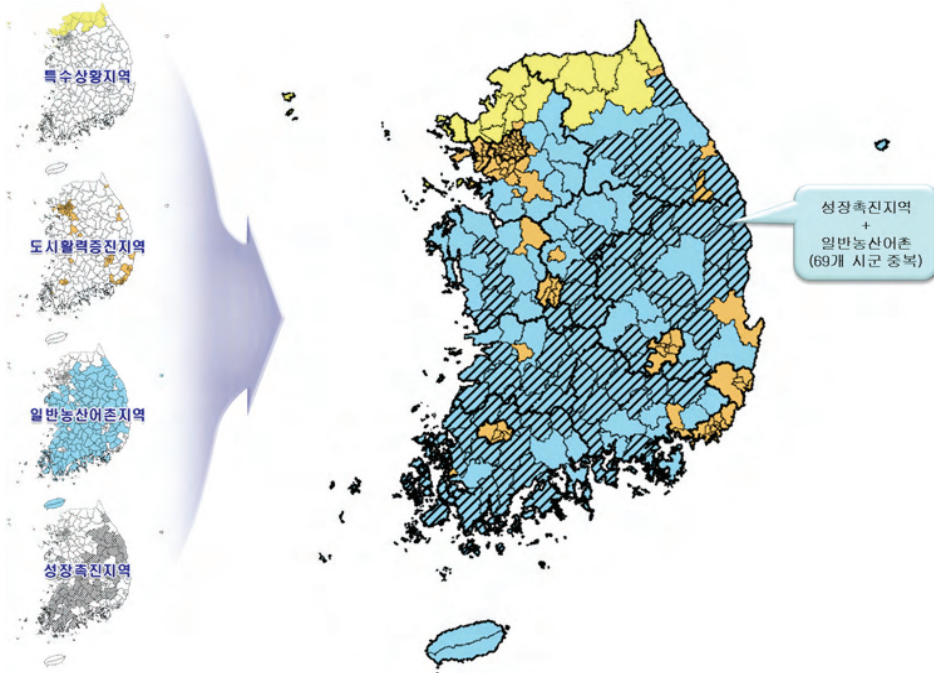 특수상황지역
도시활력증진지역
일반농산어촌지역
성장촉진지역
성장촉진지역
+
일반농산어촌
(69개 시군 중복)